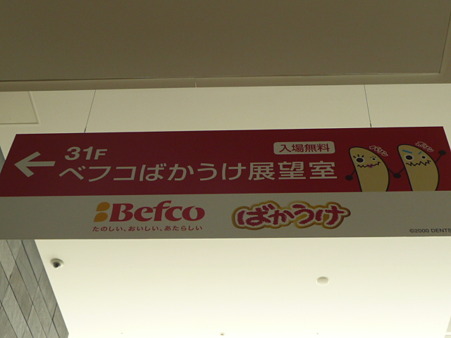 31F
入場無料
ベフコばかうけ展望室
Befco
たのしい、おいしい、あたらしい
ばかうけ
©2000